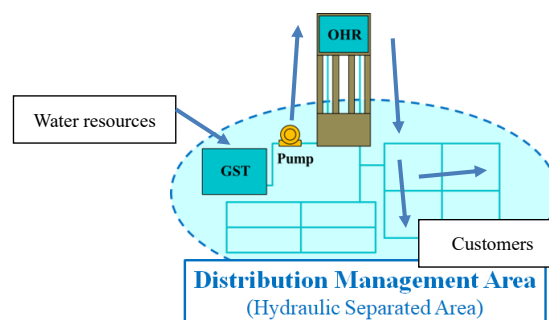 OHR
Water resources
Pump
GST
Customers
Distribution Management Area
(Hydraulic Separated Area)